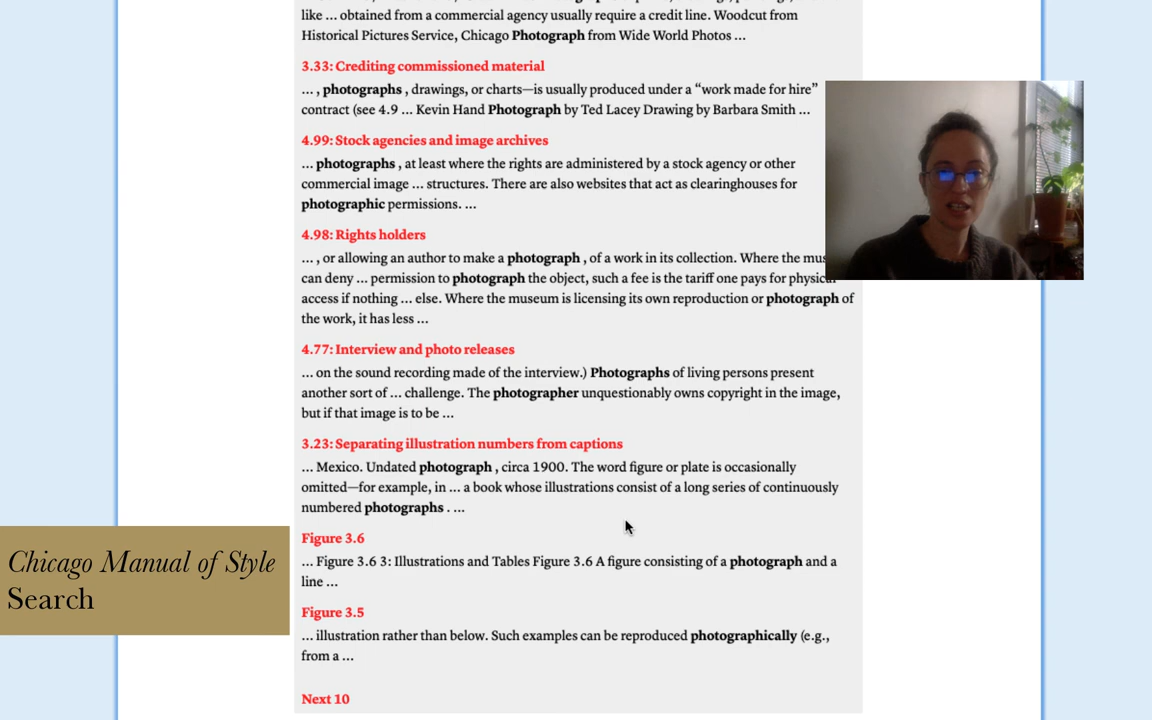 like ... obtained from a commercial agency usually require a credit line. Woodcut from
Historical Pictures Service, Chicago Photograph from Wide World Photos ...
3.33: Crediting commissioned material
... , photographs , drawings, or charts—is usually produced under a “work made for hire”
contract (see 4.9 ... Kevin Hand Photograph by Ted Lacey Drawing by Barbara Smith ...
4.99: Stock agencies and image archives
... photographs , at least where the rights are administered by a stock agency or other
commercial image ... structures. There are also websites that act as clearinghouses for
photographic permissions. ...
4.98: Rights holders
... , or allowing an author to make a photograph , of a work in its collection. Where the
can deny ... permission to photograph the object, such a fee is the tariff one pays for physical
access if nothing ... else. Where the museum is licensing its own reproduction or photograph of
the work, it has less ...
4.77: Interview and photo releases
... on the sound recording made of the interview.) Photographs of living persons present
another sort of ... challenge. The photographer unquestionably owns copyright in the image,
but if that image is to be ...
3.23: Separating illustration numbers from captions
... Mexico. Undated photograph , circa 1900. The word figure or plate is occasionally
omitted—for example, in ... a book whose illustrations consist of a long series of continuously
numbered photographs . ...
Figure 3.6
... Figure 3.6 3: Illustrations and Tables Figure 3.6 A figure consisting of a photograph and a
line ...
Figure 3.5
... illustration rather than below. Such examples can be reproduced photographically (e.g.,
from a ...
Next 10
Chicago Manual of Style
Search